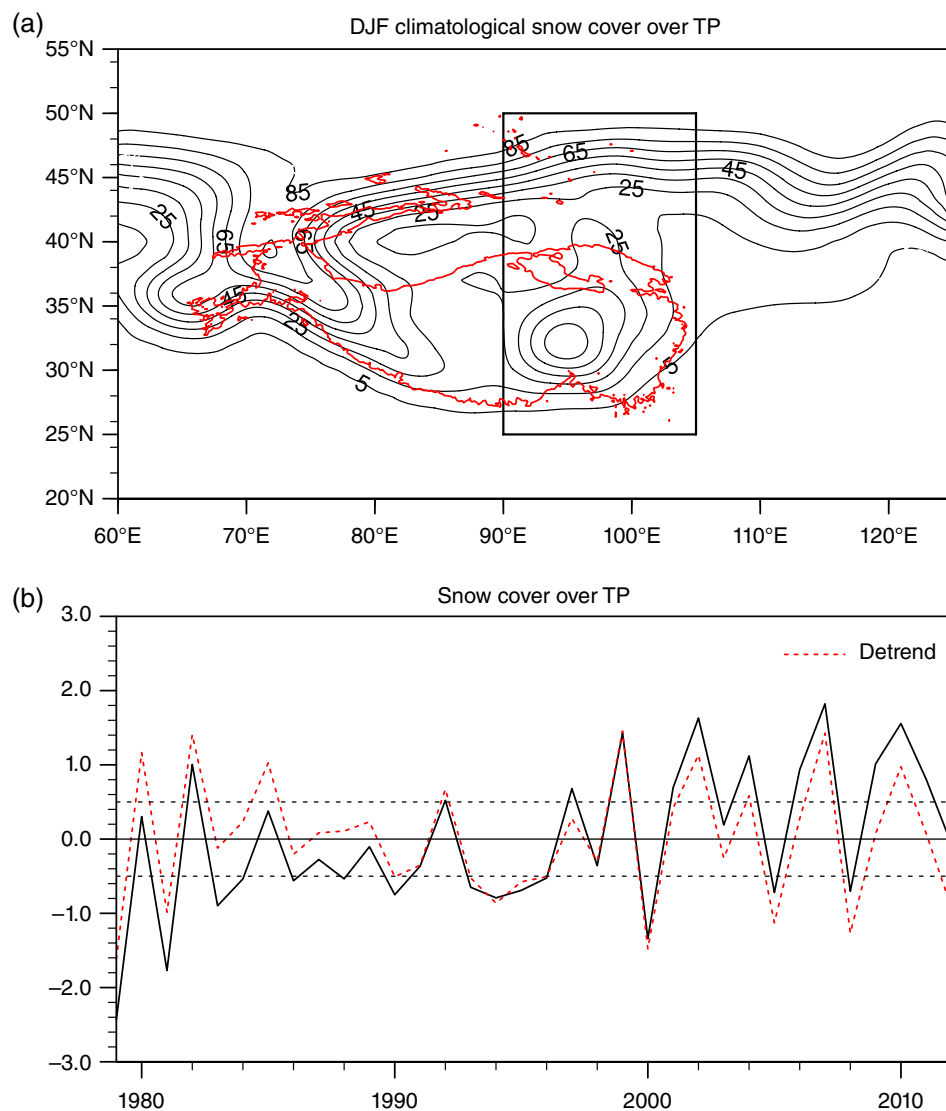 (a)
DJF climatological snow cover over TP
55°N
50°N
45°N
40°N
35°N
30°N
25°N
20°N
60°E 70°E 80°E 90°E 100°E 110°E 120°E
85
65
45
25
85
45
25
25
65
65
25
45
25
5
5
(b)
Snow cover over TP
3.0
2.0
1.0
0.0
−1.0
−2.0
−3.0
Detrend
1980 1990 2000 2010